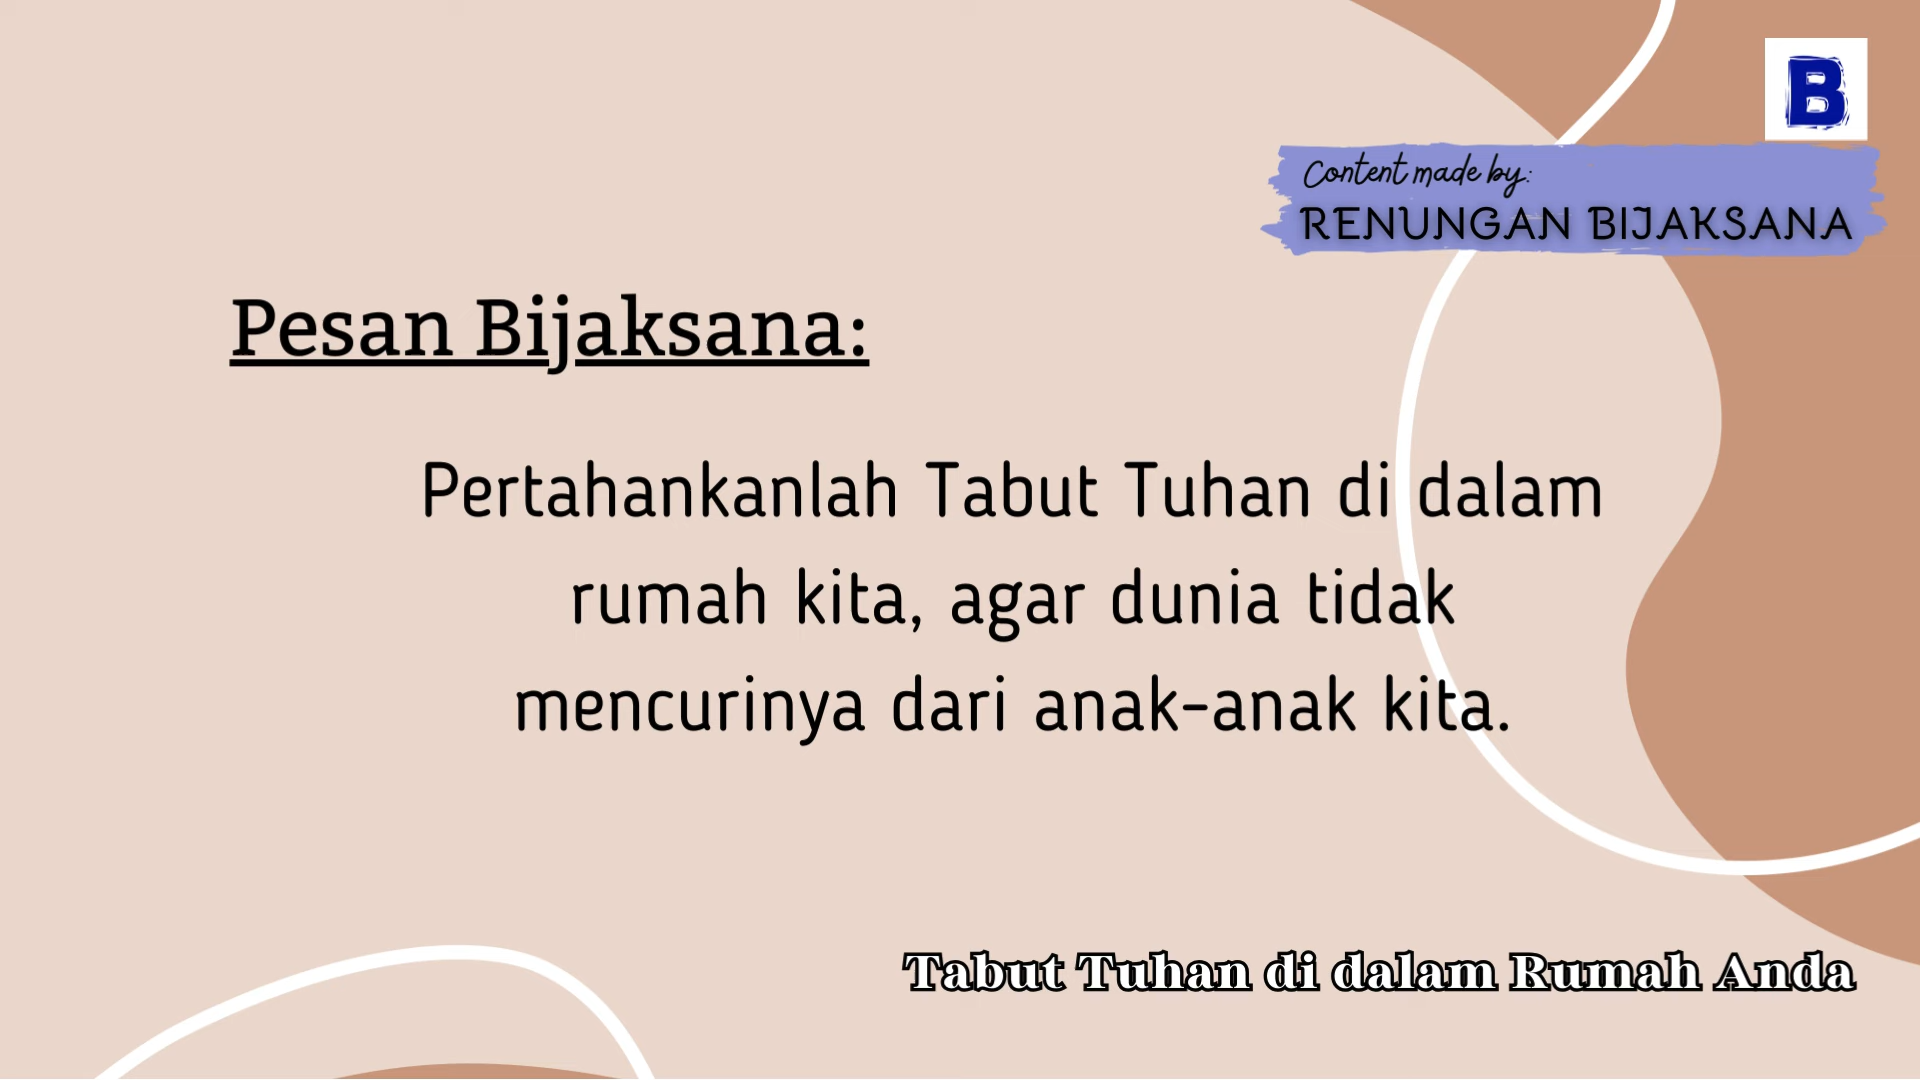 B
Content made by:
RENUNGAN BIJAKSANA
Pesan Bijaksana:
Pertahankanlah Tabut Tuhan di dalam
rumah kita, agar dunia tidak
mencurinya dari anak-anak kita.
Tabut Tuhan di dalam Rumah Anda